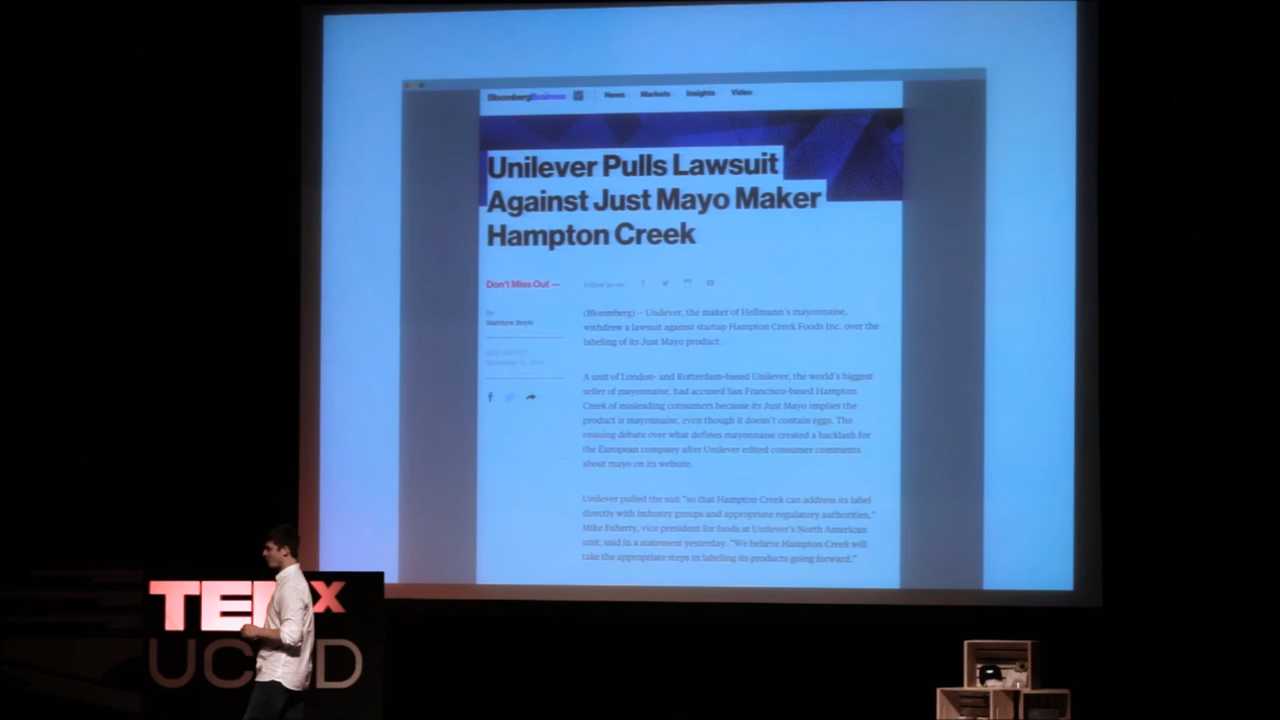 BloombergBusiness
News Markets Insights Video
Unilever Pulls Lawsuit
Against Just Mayo Maker
Hampton Creek
Don't Miss Out —
Follow us on:
By
Matthew Boyle
(Bloomberg) -- Unilever, the maker of Hellmann's mayonnaise,
withdrew a lawsuit against startup Hampton Creek Foods Inc. over the
labeling of its Just Mayo product.
A unit of London- and Rotterdam-based Unilever, the world's biggest
seller of mayonnaise, had accused San Francisco-based Hampton
Creek of misleading consumers because its Just Mayo implies the
product is mayonnaise, even though it doesn't contain eggs. The
ensuing debate over what defines mayonnaise created a backlash for
the European company after Unilever edited consumer comments
about mayo on its website.
Unilever pulled the suit "so that Hampton Creek can address its label
directly with industry groups and appropriate regulatory authorities,"
Mike Faherty, vice president for foods at Unilever's North American
unit, said in a statement yesterday. "We believe Hampton Creek will
take the appropriate steps in labeling its products going forward."
TEDx